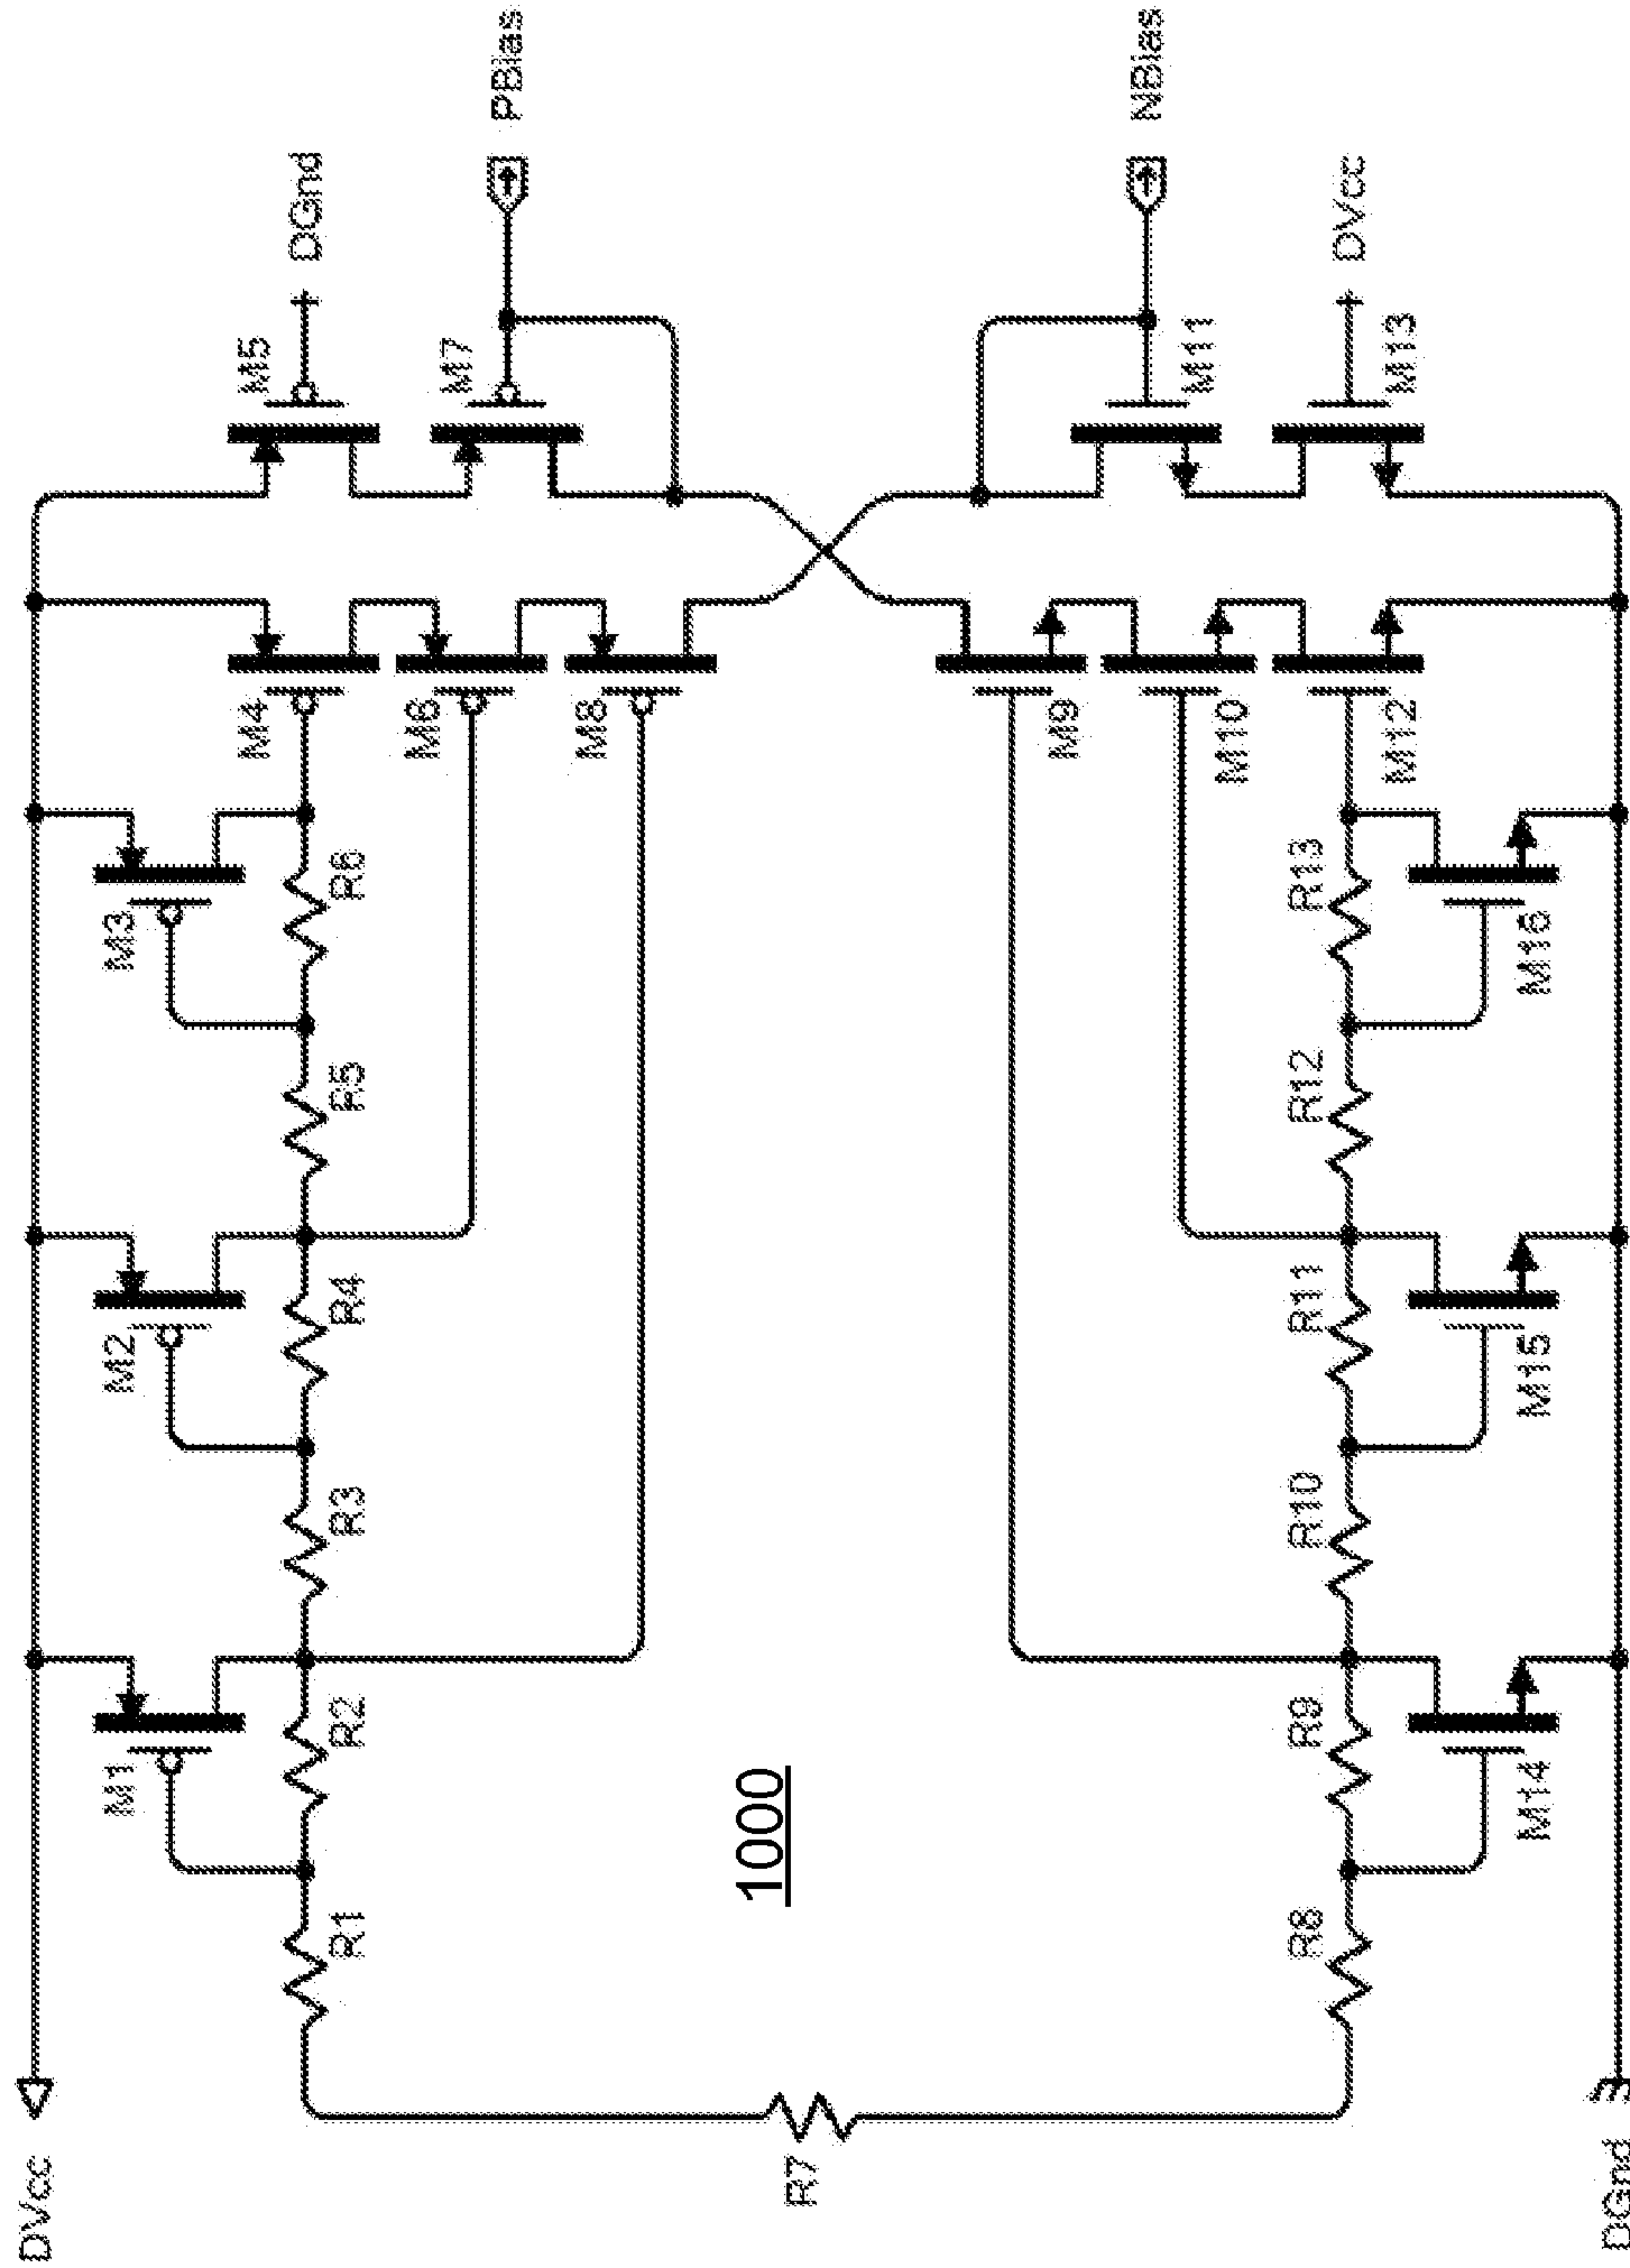 DVcc
DGnd
R7
1000
M1
R1
R2
M2
R3
R4
M3
R5
R6
M4
M6
M8
M5
DGnd
M7
PBias
NBias
M11
DVcc
M13
M9
M10
M12
R8
R9
M14
R10
R11
M15
R12
R13
M16